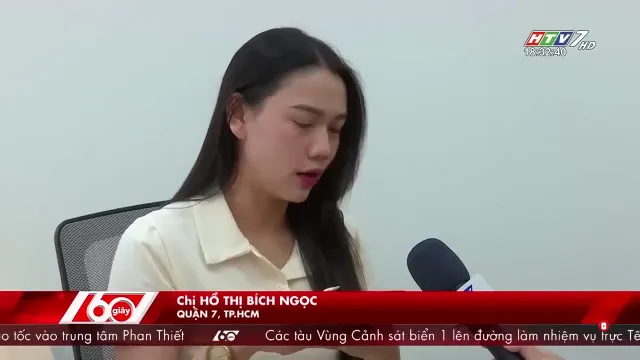 HTV7 HD
18:32:40
Chị HỒ THỊ BÍCH NGỌC
QUẬN 7, TP.HCM
60 giây
o tốc vào trung tâm Phan Thiết
Các tàu Vùng Cảnh sát biển 1 lên đường làm nhiệm vụ trực Tế